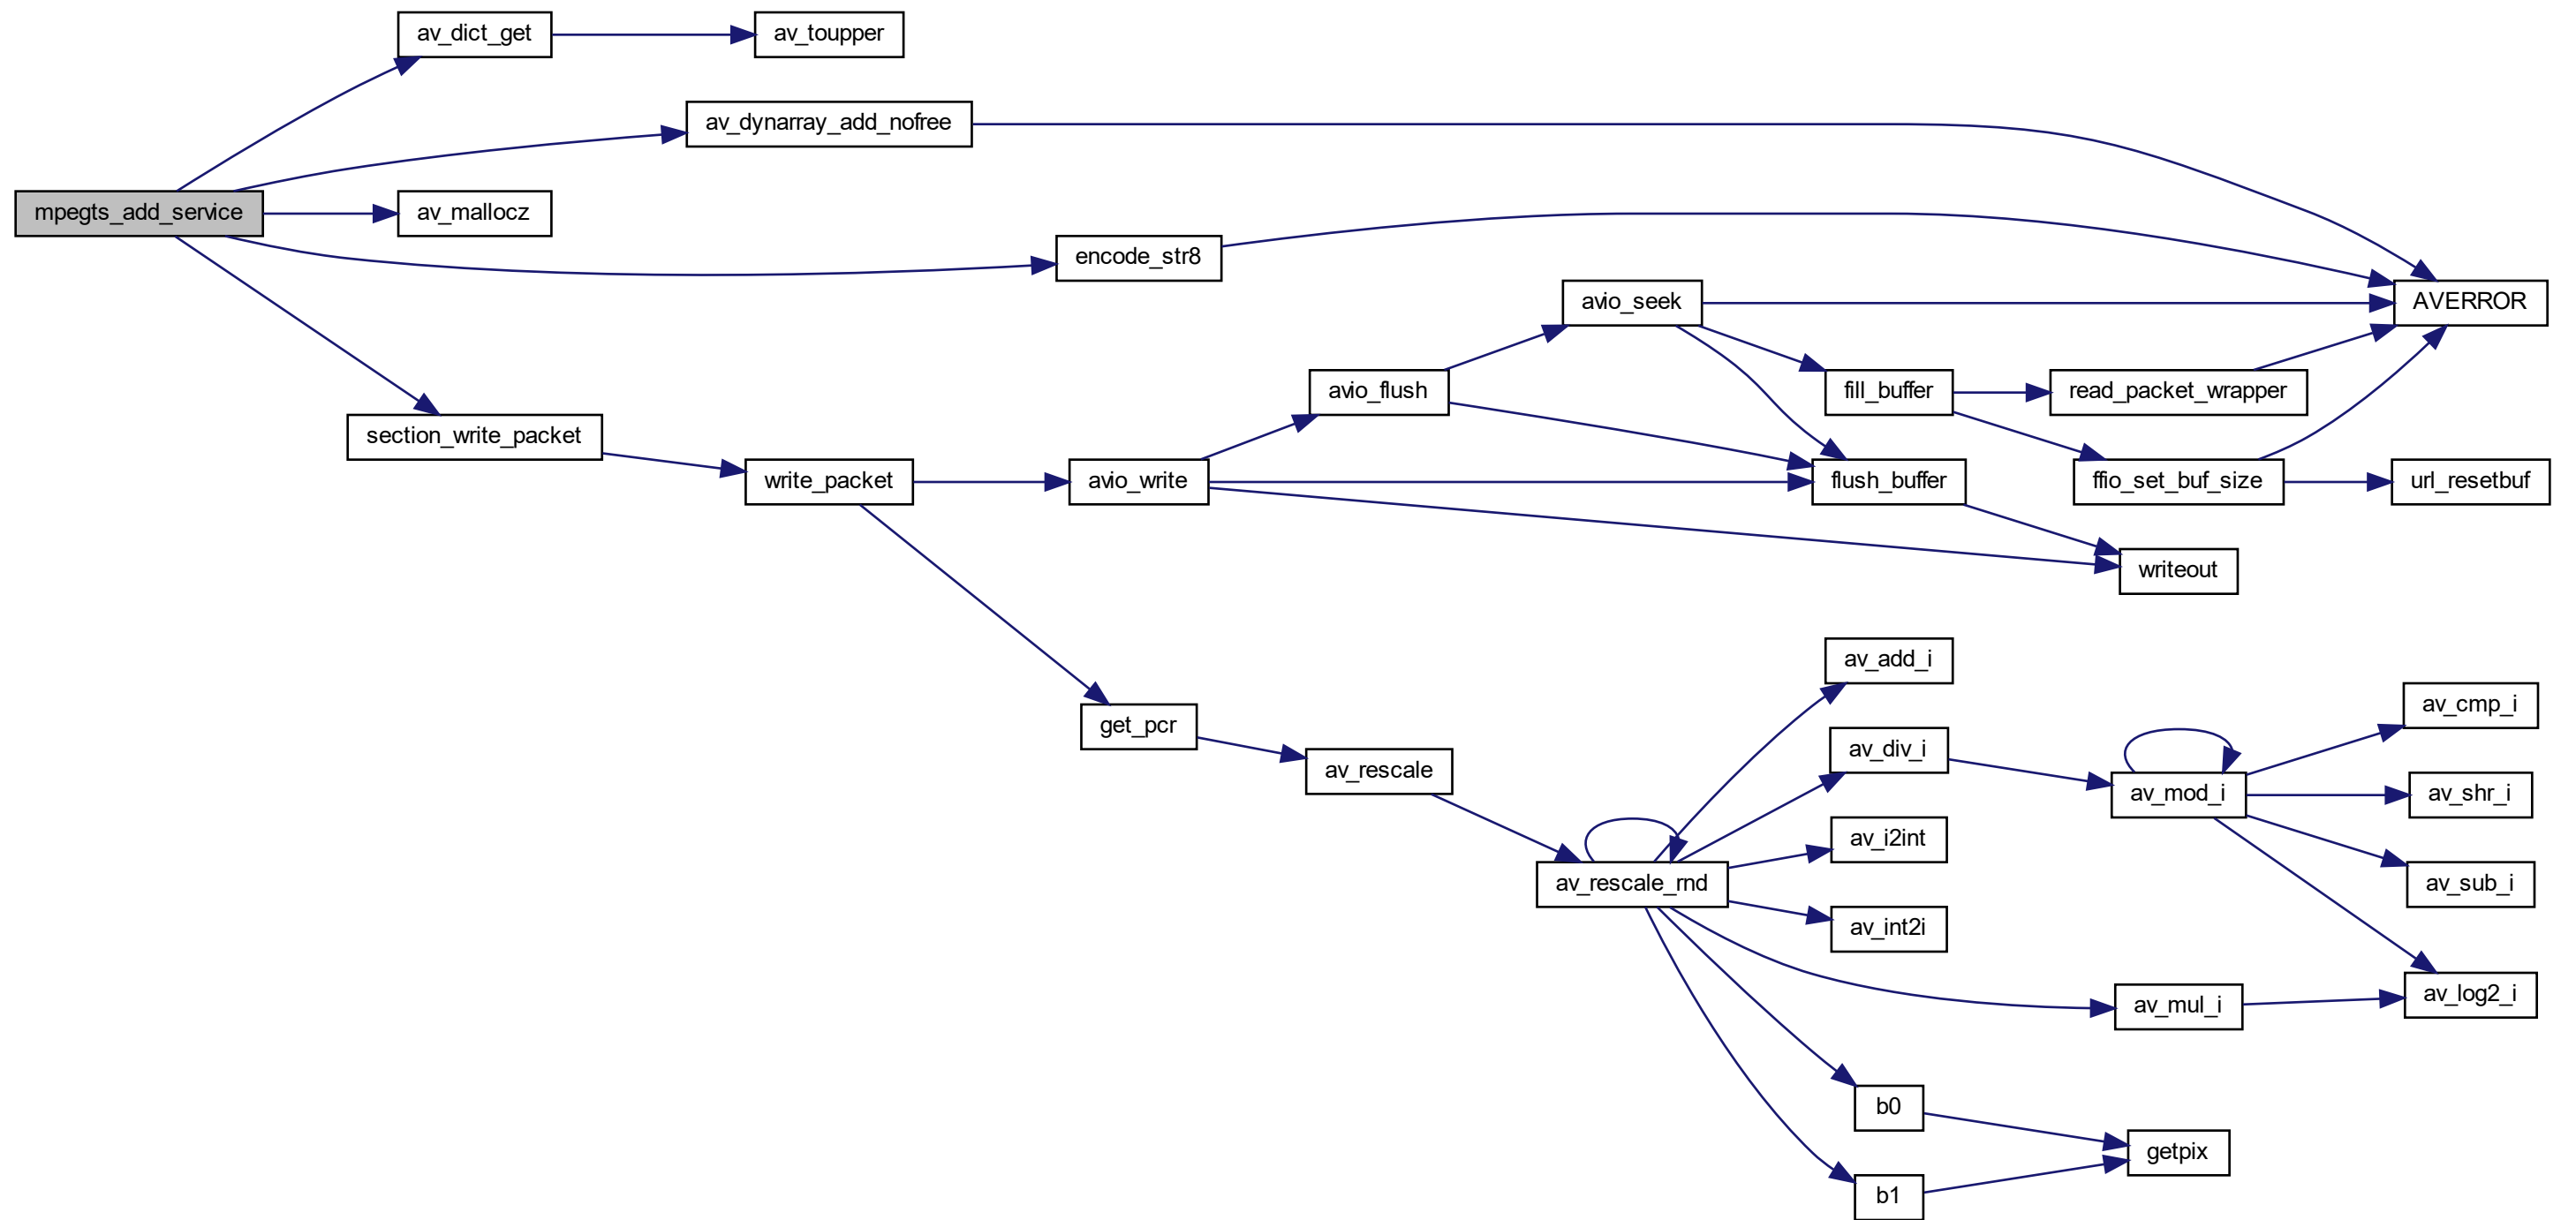 av_dict_get
av_toupper
av_dynarray_add_nofree
mpegts_add_service
av_mallocz
encode_str8
avio_seek
AVERROR
avio_flush
fill_buffer
read_packet_wrapper
section_write_packet
write_packet
avio_write
flush_buffer
ffio_set_buf_size
url_resetbuf
writeout
av_add_i
av_cmp_i
get_pcr
av_div_i
av_rescale
av_mod_i
av_shr_i
av_i2int
av_rescale_rnd
av_sub_i
av_int2i
av_mul_i
av_log2_i
b0
getpix
b1